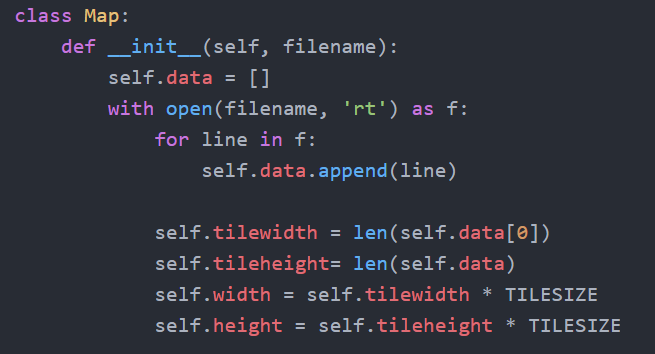 class Map:
    def __init__(self, filename):
        self.data = []
        with open(filename, 'rt') as f:
            for line in f:
                self.data.append(line)

            self.tilewidth = len(self.data[0])
            self.tileheight= len(self.data)
            self.width = self.tilewidth * TILESIZE
            self.height = self.tileheight * TILESIZE